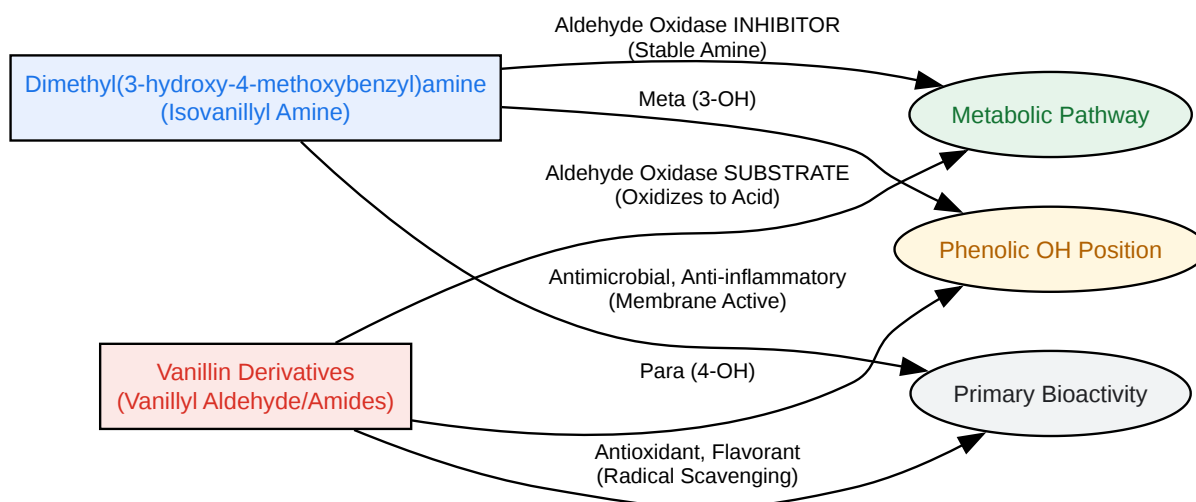 Aldehyde Oxidase INHIBITOR
(Stable Amine)
Dimethyl(3-hydroxy-4-methoxybenzyl)amine
(Isovanillyl Amine)
Meta (3-OH)
Metabolic Pathway
Aldehyde Oxidase SUBSTRATE
(Oxidizes to Acid)
Phenolic OH Position
Antimicrobial, Anti-inflammatory
(Membrane Active)
Vanillin Derivatives
(Vanillyl Aldehyde/Amides)
Para (4-OH)
Primary Bioactivity
Antioxidant, Flavorant
(Radical Scavenging)